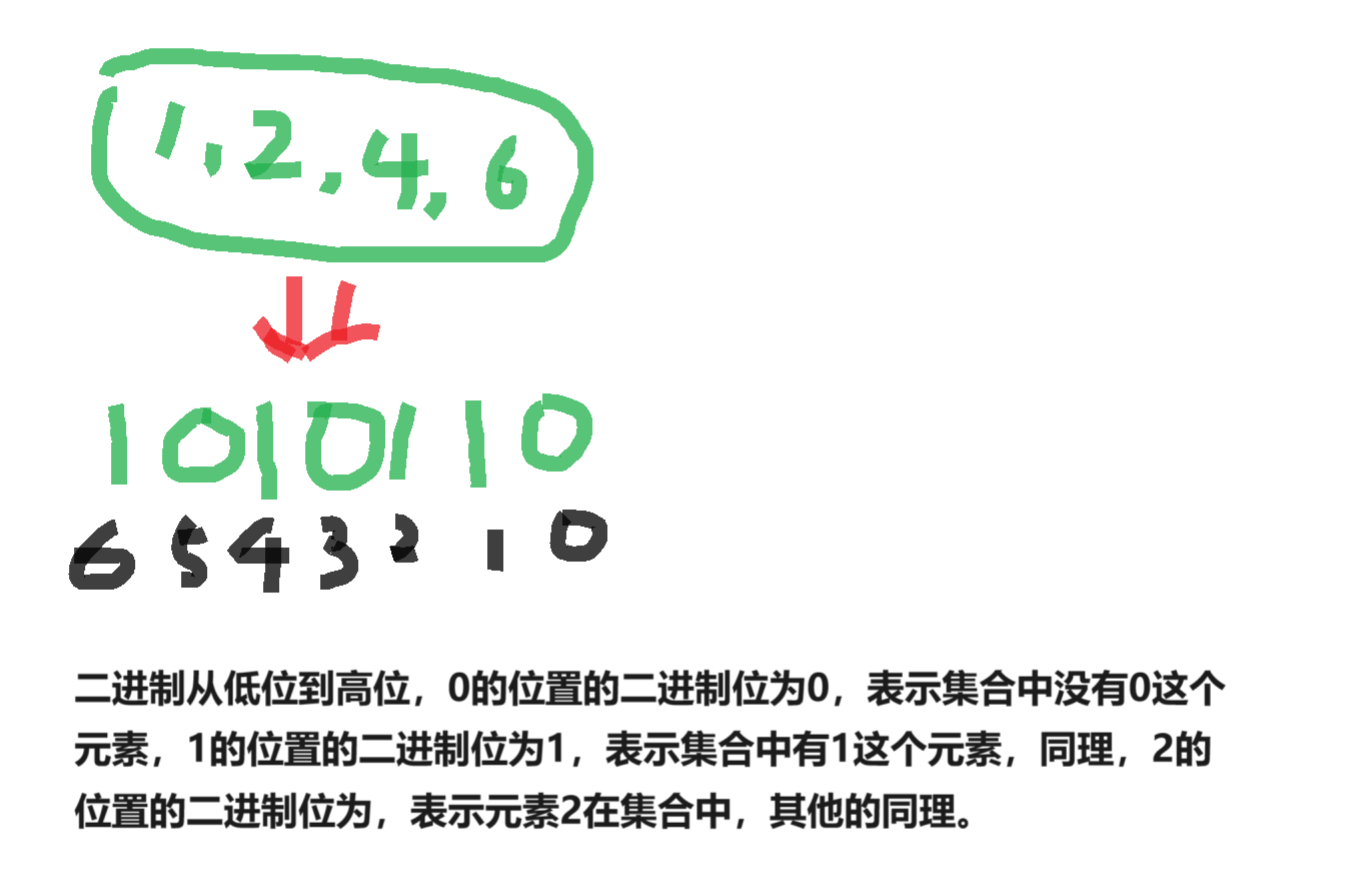 1,2,4,6
1010110
6543210
二进制从低位到高位，0的位置的二进制位为0，表示集合中没有0这个
元素，1的位置的二进制位为1，表示集合中有1这个元素，同理，2的
位置的二进制位为，表示元素2在集合中，其他的同理。